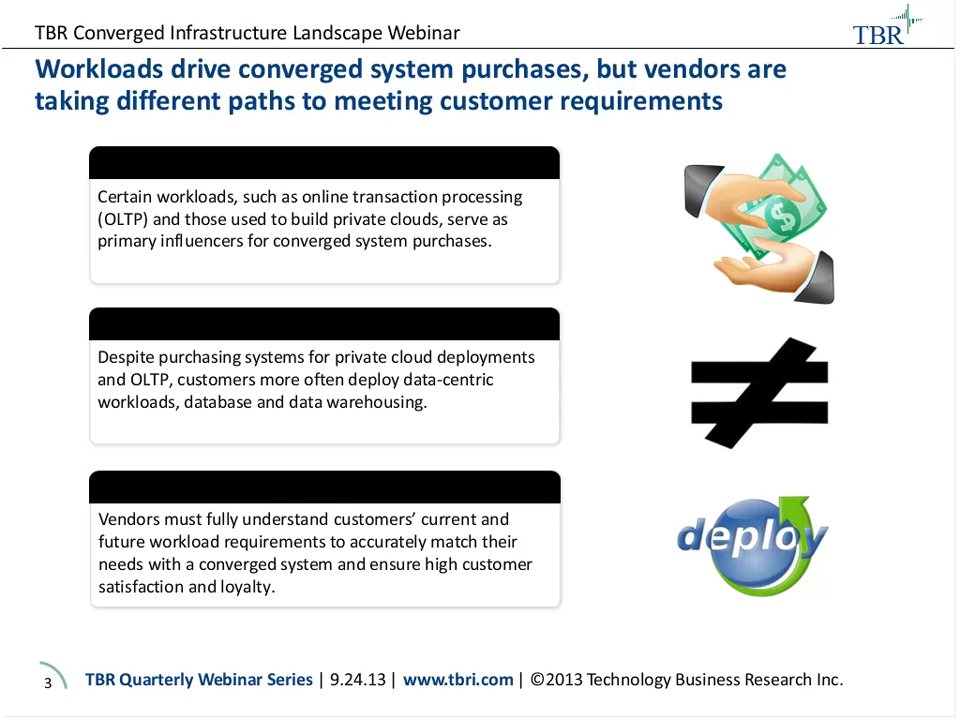 TBR Converged Infrastructure Landscape Webinar
TBR
Workloads drive converged system purchases, but vendors are
taking different paths to meeting customer requirements
Certain workloads, such as online transaction processing
(OLTP) and those used to build private clouds, serve as
primary influencers for converged system purchases.
$
Despite purchasing systems for private cloud deployments
and OLTP, customers more often deploy data-centric
workloads, database and data warehousing.
≠
Vendors must fully understand customers’ current and
future workload requirements to accurately match their
needs with a converged system and ensure high customer
satisfaction and loyalty.
deploy
3
TBR Quarterly Webinar Series | 9.24.13 | www.tbri.com | ©2013 Technology Business Research Inc.